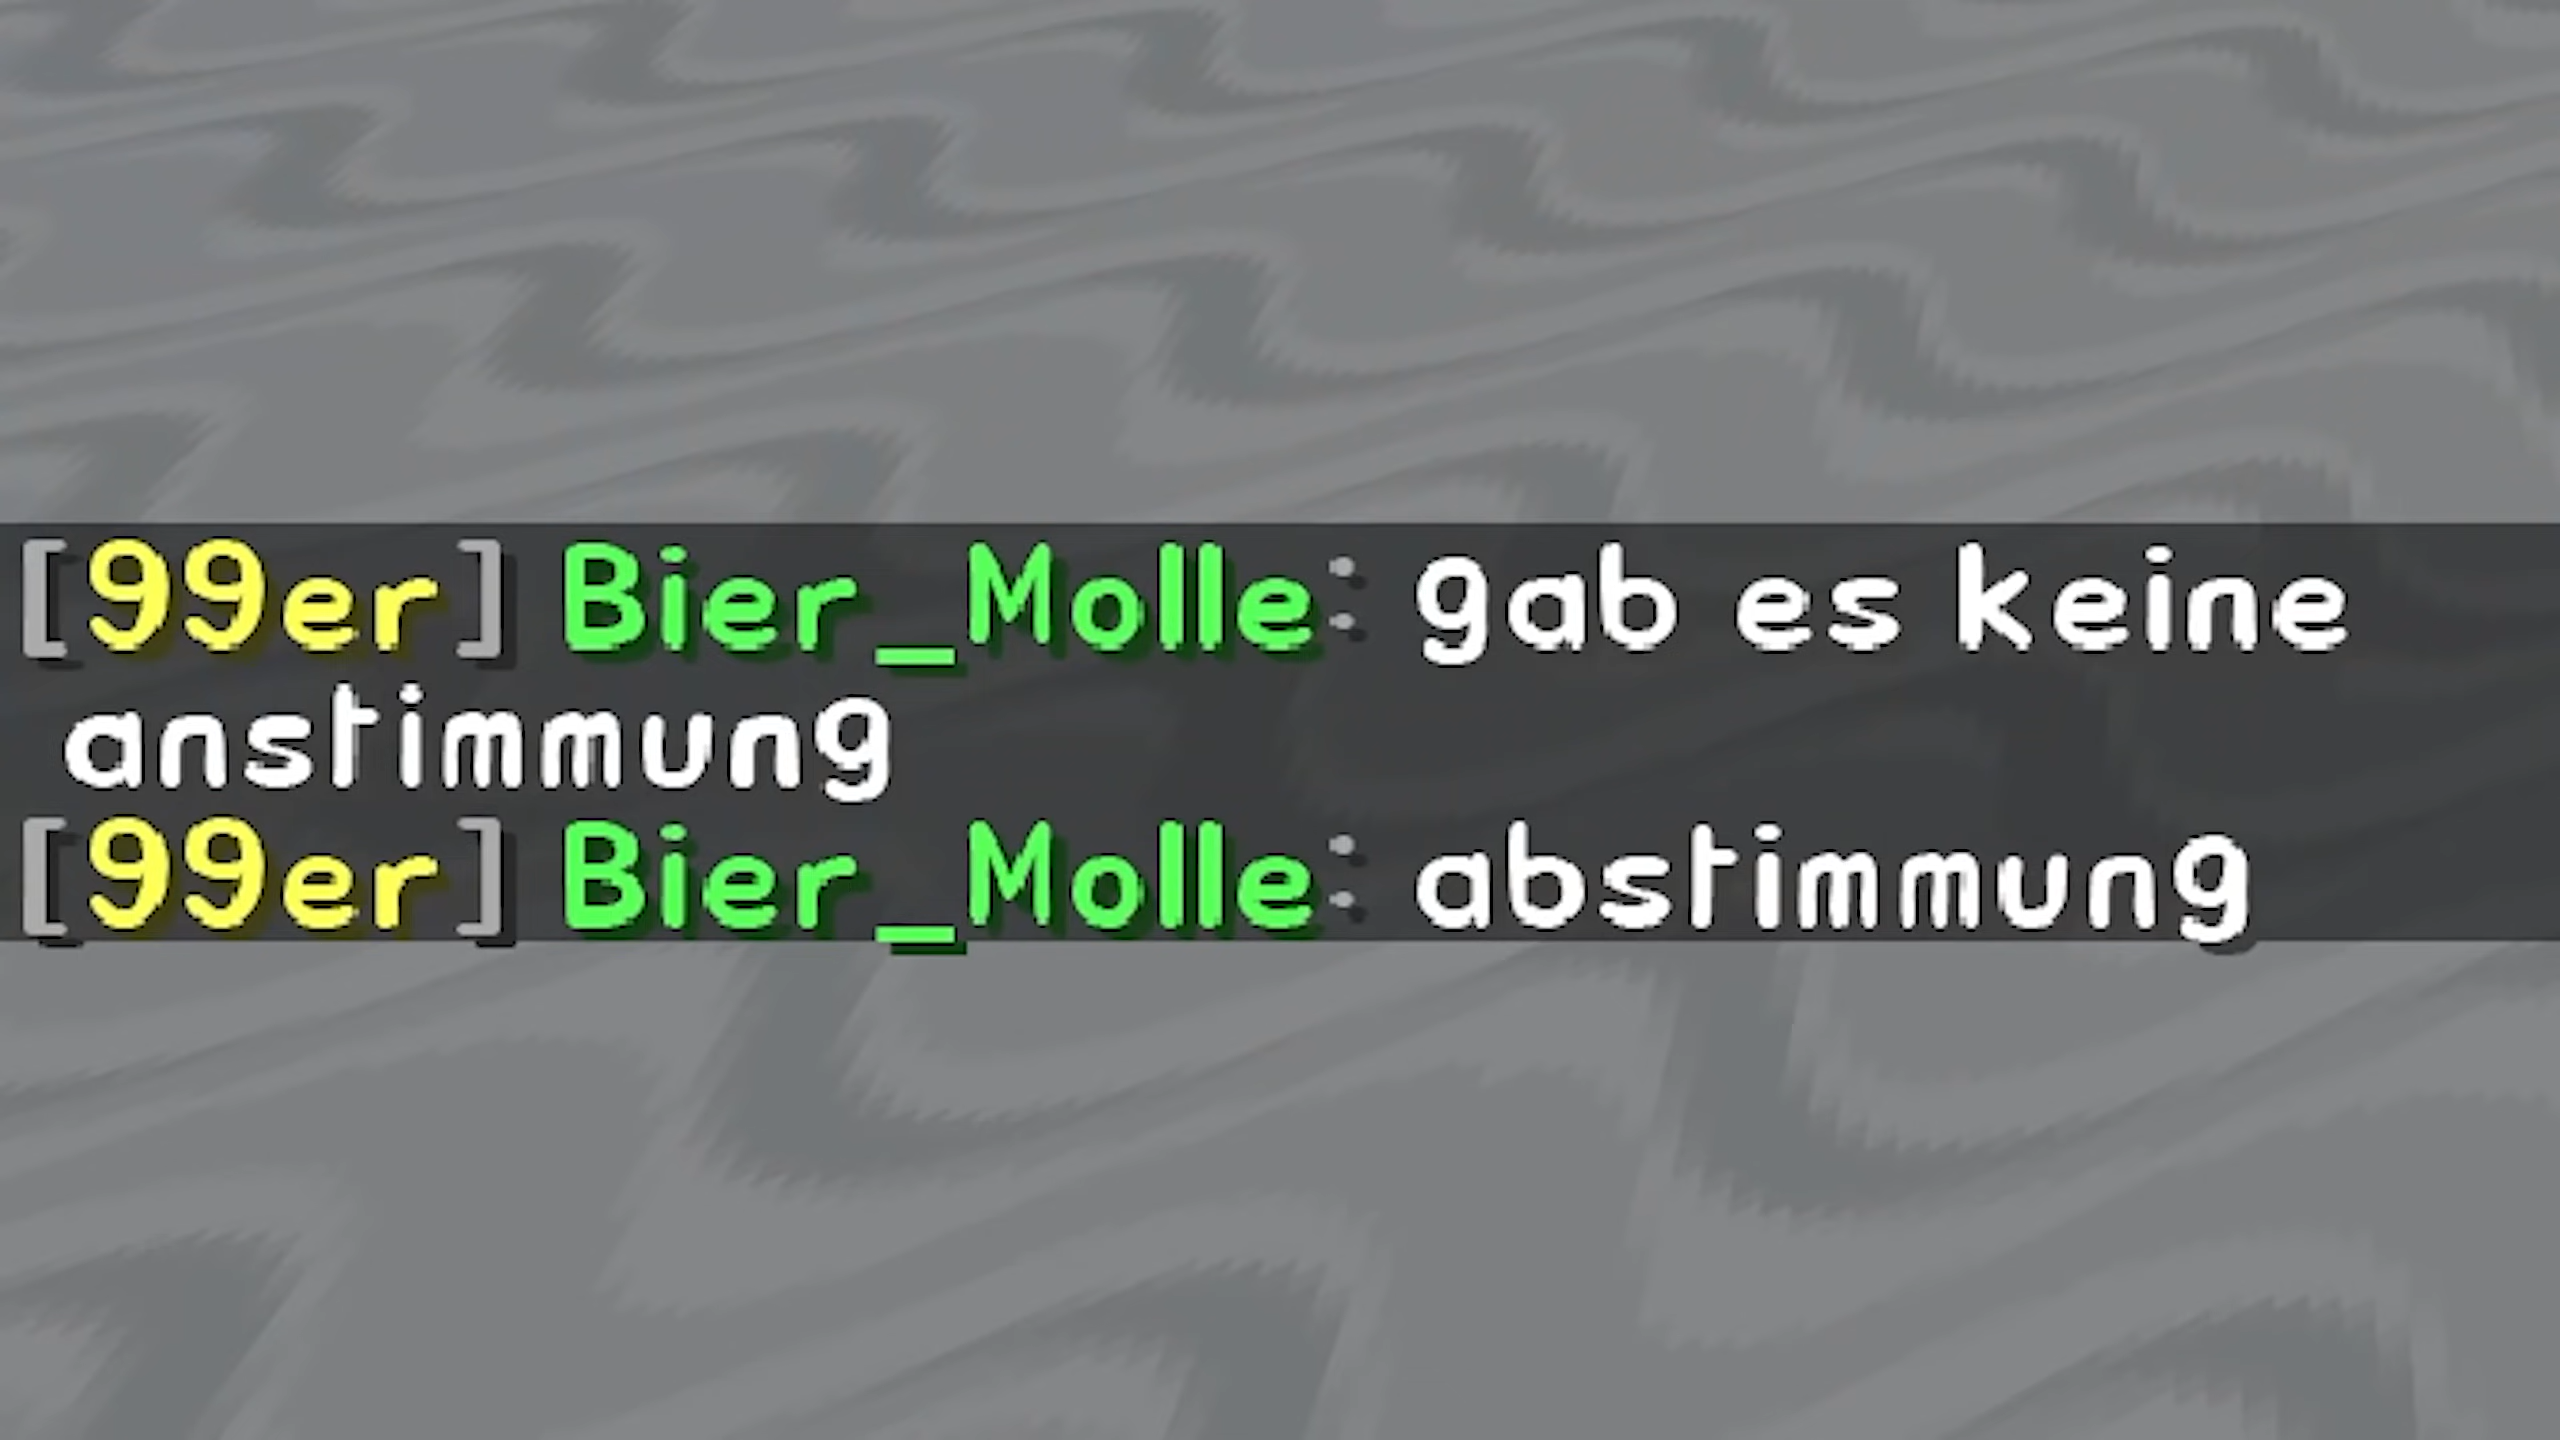 [99er] Bier_Molle: gab es keine
anstimmung
[99er] Bier_Molle: abstimmung